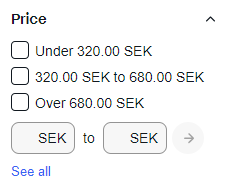 Price
Under 320.00 SEK
320.00 SEK to 680.00 SEK
Over 680.00 SEK
SEK to SEK
See all